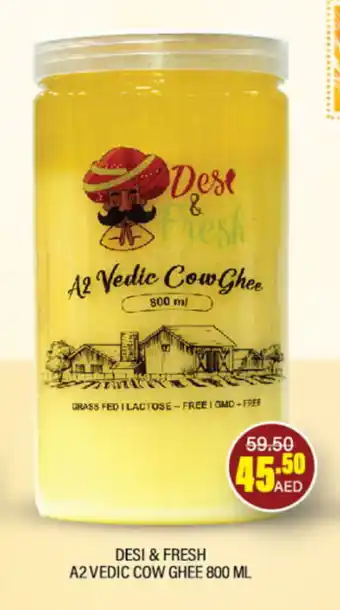 Desi
&
Fresh
A2 Vedic Cow Ghee
800 ml
GRASS FED | LACTOSE - FREE | GMO - FREE
59.50
45.50
AED
DESI & FRESH
A2 VEDIC COW GHEE 800 ML